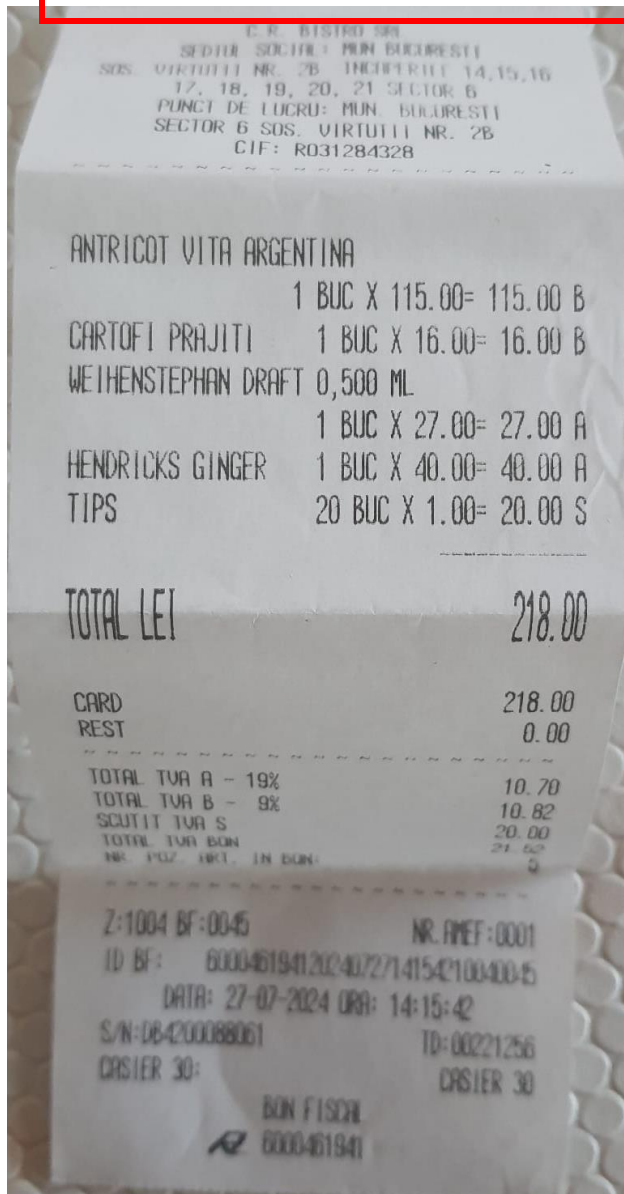 C.R. BISTRO SRL
SEDIUL SOCIAL: MUN BUCURESTI
SOS. VIRTUTII NR. 2B INCAPERILE 14,15,16
17, 18, 19, 20, 21 SECTOR 6
PUNCT DE LUCRU: MUN. BUCURESTI
SECTOR 6 SOS. VIRTUTII NR. 2B
CIF: RO31284328
ANTRICOT VITA ARGENTINA
1 BUC X 115.00= 115.00 B
CARTOFI PRAJITI 1 BUC X 16.00= 16.00 B
WEIHENSTEPHAN DRAFT 0,500 ML
1 BUC X 27.00= 27.00 A
HENDRICKS GINGER 1 BUC X 40.00= 40.00 A
TIPS 20 BUC X 1.00= 20.00 S
TOTAL LEI 218.00
CARD 218.00
REST 0.00
TOTAL TVA A - 19% 10.70
TOTAL TVA B - 9% 10.82
SCUTIT TVA S 20.00
TOTAL TVA BON 21.52
NR. POZ. ART. IN BON: 5
Z:1004 BF:0045 NR.AMEF:0001
ID BF: 60004619412024072714154210040045
DATA: 27-07-2024 ORA: 14:15:42
S/N:DB4200088061 TD:00221256
CASIER 30: CASIER 30
BON FISCAL
6000461941